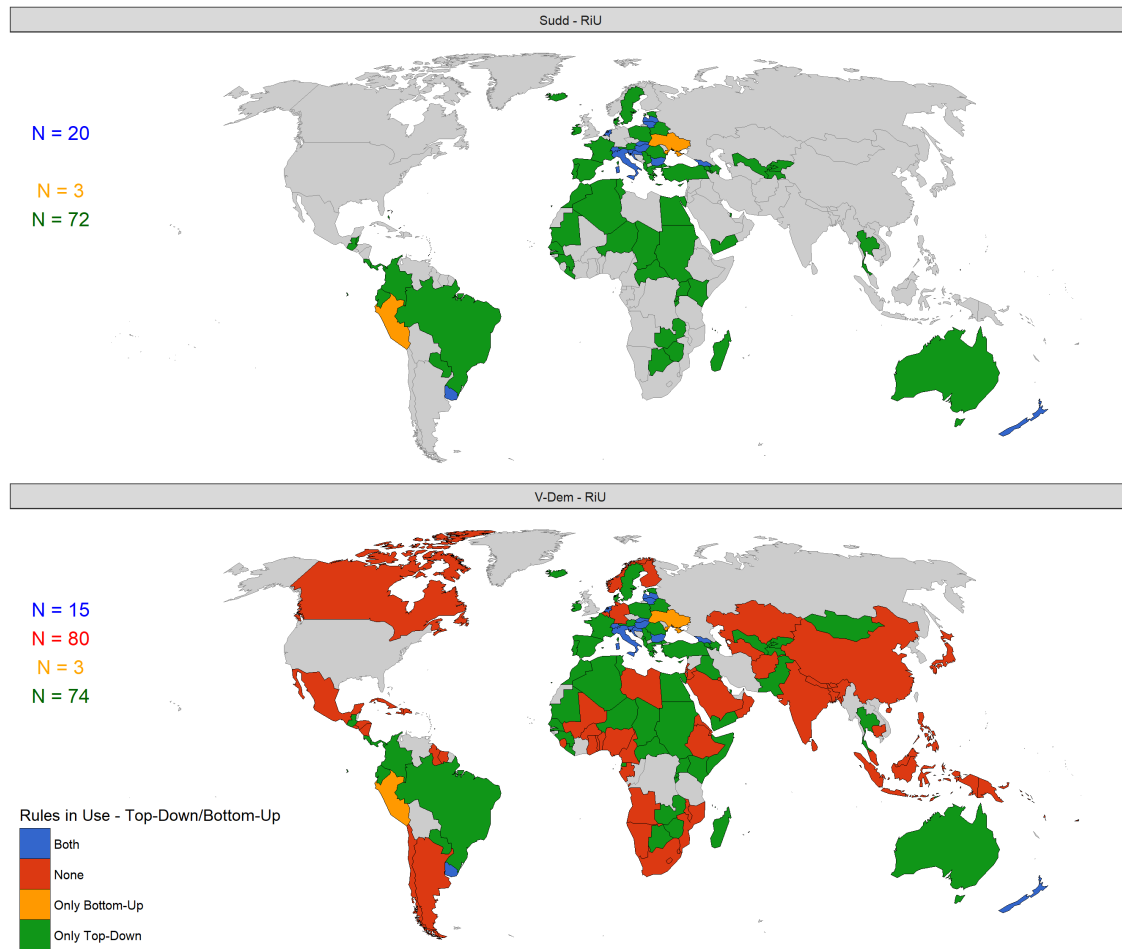 Sudd - RiU
N = 20
N = 3
N = 72
V-Dem - RiU
N = 15
N = 80
N = 3
N = 74
Rules in Use - Top-Down/Bottom-Up
Both
None
Only Bottom-Up
Only Top-Down